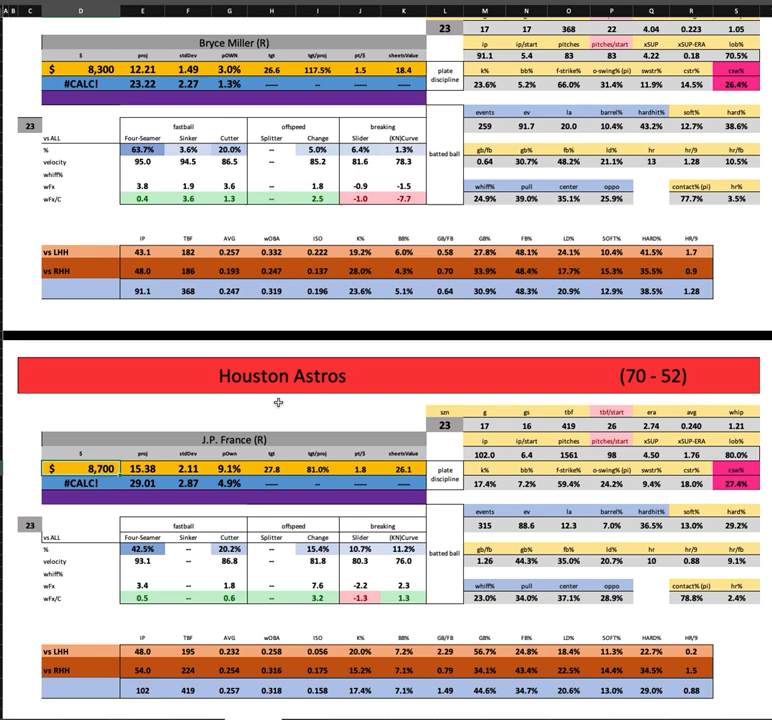 A B C D E F G H I J K L M N O P Q R S T
23 17 17 368 22 4.04 0.223 1.05
Bryce Miller (R)
ip ip/start pitches pitches/start xSUP xSUP-ERA lob%
$ proj stdDev pOWN tgt tgt/prj pt/$ sheetsValue
91.1 5.4 83 83 4.22 0.18 70.5%
$ 8,300 12.21 1.49 3.0% 26.6 117.5% 1.5 18.4
plate discipline k% bb% f-strike% o-swing% (pi) swstr% cstr% csw%
#CALC! 23.22 2.27 1.3% ---- ---- -- ----
23.6% 5.2% 66.0% 31.4% 11.9% 14.5% 26.4%
events ev la barrel% hardhit% soft% hard%
23 fastball offspeed breaking
259 91.7 20.0 10.4% 43.2% 12.7% 38.6%
vs ALL Four-Seamer Sinker Cutter Splitter Change Slider (KN)Curve
% 63.7% 3.6% 20.0% -- 5.0% 6.4% 1.3%
batted ball gb/fb gb% fb% ld% hr hr/9 hr/fb
velocity 95.0 94.5 86.5 -- 85.2 81.6 78.3
0.64 30.7% 48.2% 21.1% 13 1.28 10.5%
whiff%
wFx 3.8 1.9 3.6 -- 1.8 -0.9 -1.5
whiff% pull center oppo contact% (pi) hr%
wFx/C 0.4 3.6 1.3 -- 2.5 -1.0 -7.7
24.9% 39.0% 35.1% 25.9% 77.7% 3.5%
IP TBF AVG wOBA ISO K% BB% GB/FB GB% FB% LD% SOFT% HARD% HR/9
vs LHH 43.1 182 0.257 0.332 0.222 19.2% 6.0% 0.58 27.8% 48.1% 24.1% 10.4% 41.5% 1.7
vs RHH 48.0 186 0.193 0.247 0.137 28.0% 4.3% 0.70 33.9% 48.4% 17.7% 15.3% 35.5% 0.9
91.1 368 0.247 0.319 0.196 23.6% 5.1% 0.64 30.9% 48.3% 20.9% 12.9% 38.5% 1.28
Houston Astros (70 - 52)
szn g gs tbf tbf/start era avg whip
23 17 16 419 26 2.74 0.240 1.21
J.P. France (R)
ip ip/start pitches pitches/start xSUP xSUP-ERA lob%
$ proj stdDev pOwn tgt tgt/prj pt/$ sheetsValue
102.0 6.4 1561 98 4.50 1.76 80.0%
$ 8,700 15.38 2.11 9.1% 27.8 81.0% 1.8 26.1
plate discipline k% bb% f-strike% o-swing% (pi) swstr% cstr% csw%
#CALC! 29.01 2.87 4.9% ---- ---- -- ----
17.4% 7.2% 59.4% 24.2% 9.4% 18.0% 27.4%
events ev la barrel% hardhit% soft% hard%
23 fastball offspeed breaking
315 88.6 12.3 7.0% 36.5% 13.0% 29.2%
vs ALL Four-Seamer Sinker Cutter Splitter Change Slider (KN)Curve
% 42.5% -- 20.2% -- 15.4% 10.7% 11.2%
batted ball gb/fb gb% fb% ld% hr hr/9 hr/fb
velocity 93.1 -- 86.8 -- 81.8 80.3 76.0
1.26 44.3% 35.0% 20.7% 10 0.88 9.1%
whiff%
wFx 3.4 -- 1.8 -- 7.6 -2.2 2.3
whiff% pull center oppo contact% (pi) hr%
wFx/C 0.5 -- 0.6 -- 3.2 -1.3 1.3
23.0% 34.0% 37.1% 28.9% 78.8% 2.4%
IP TBF AVG wOBA ISO K% BB% GB/FB GB% FB% LD% SOFT% HARD% HR/9
vs LHH 48.0 195 0.232 0.258 0.056 20.0% 7.2% 2.29 56.7% 24.8% 18.4% 11.3% 22.7% 0.2
vs RHH 54.0 224 0.254 0.316 0.175 15.2% 7.1% 0.79 34.1% 43.4% 22.5% 14.4% 34.5% 1.5
102 419 0.257 0.318 0.158 17.4% 7.1% 1.49 44.6% 34.7% 20.6% 13.0% 29.0% 0.88